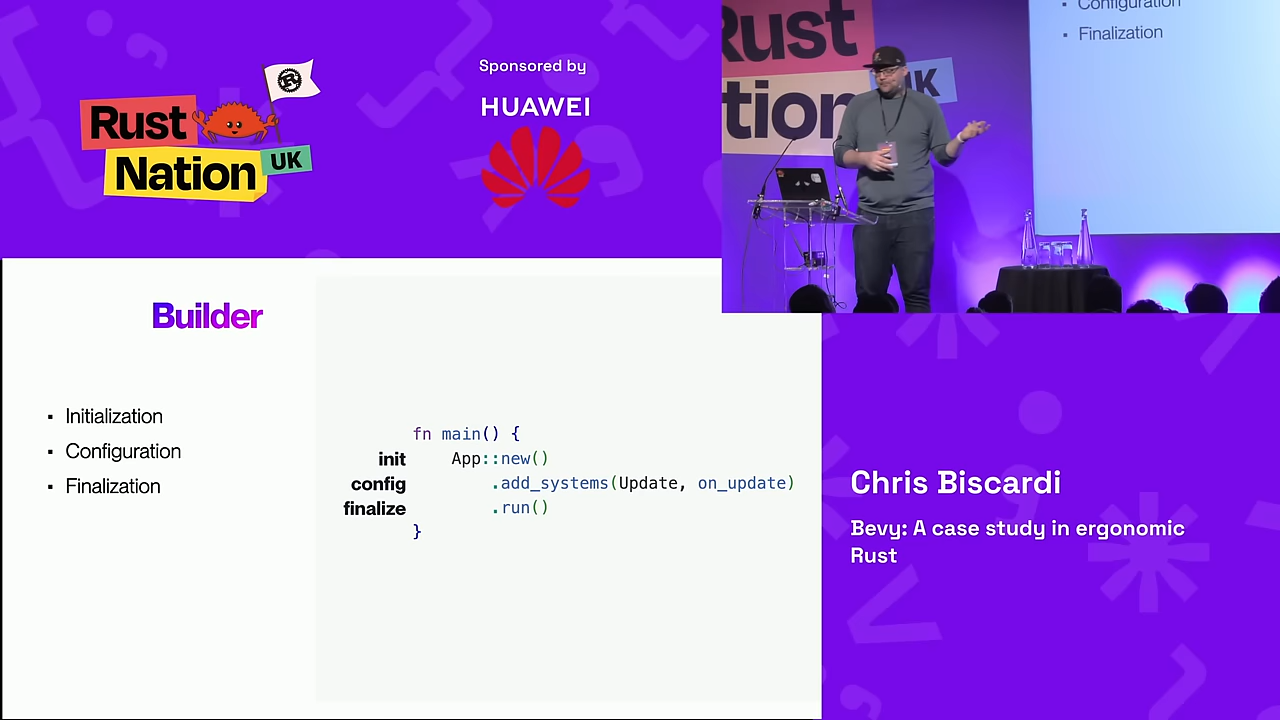 Rust
Nation
UK
Sponsored by
HUAWEI
Rust
tion
UK
Configuration
▪ Finalization
Builder
▪ Initialization
▪ Configuration
▪ Finalization
fn main() {
init App::new()
config .add_systems(Update, on_update)
finalize .run()
}
Chris Biscardi
Bevy: A case study in ergonomic
Rust